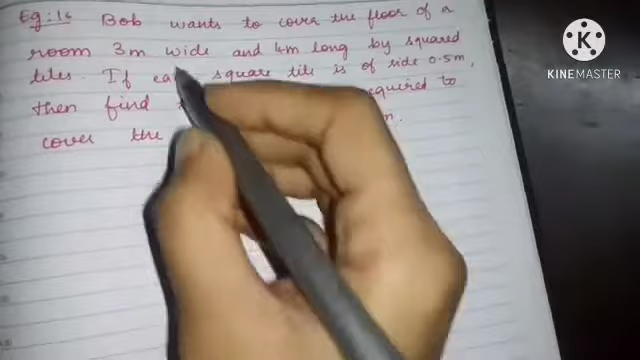 Eg: 16 Bob wants to cover the floor of a
room 3m wide and 4m long by squared
tiles. If each square tile is of side 0.5m,
then find required to
cover the
KINEMASTER